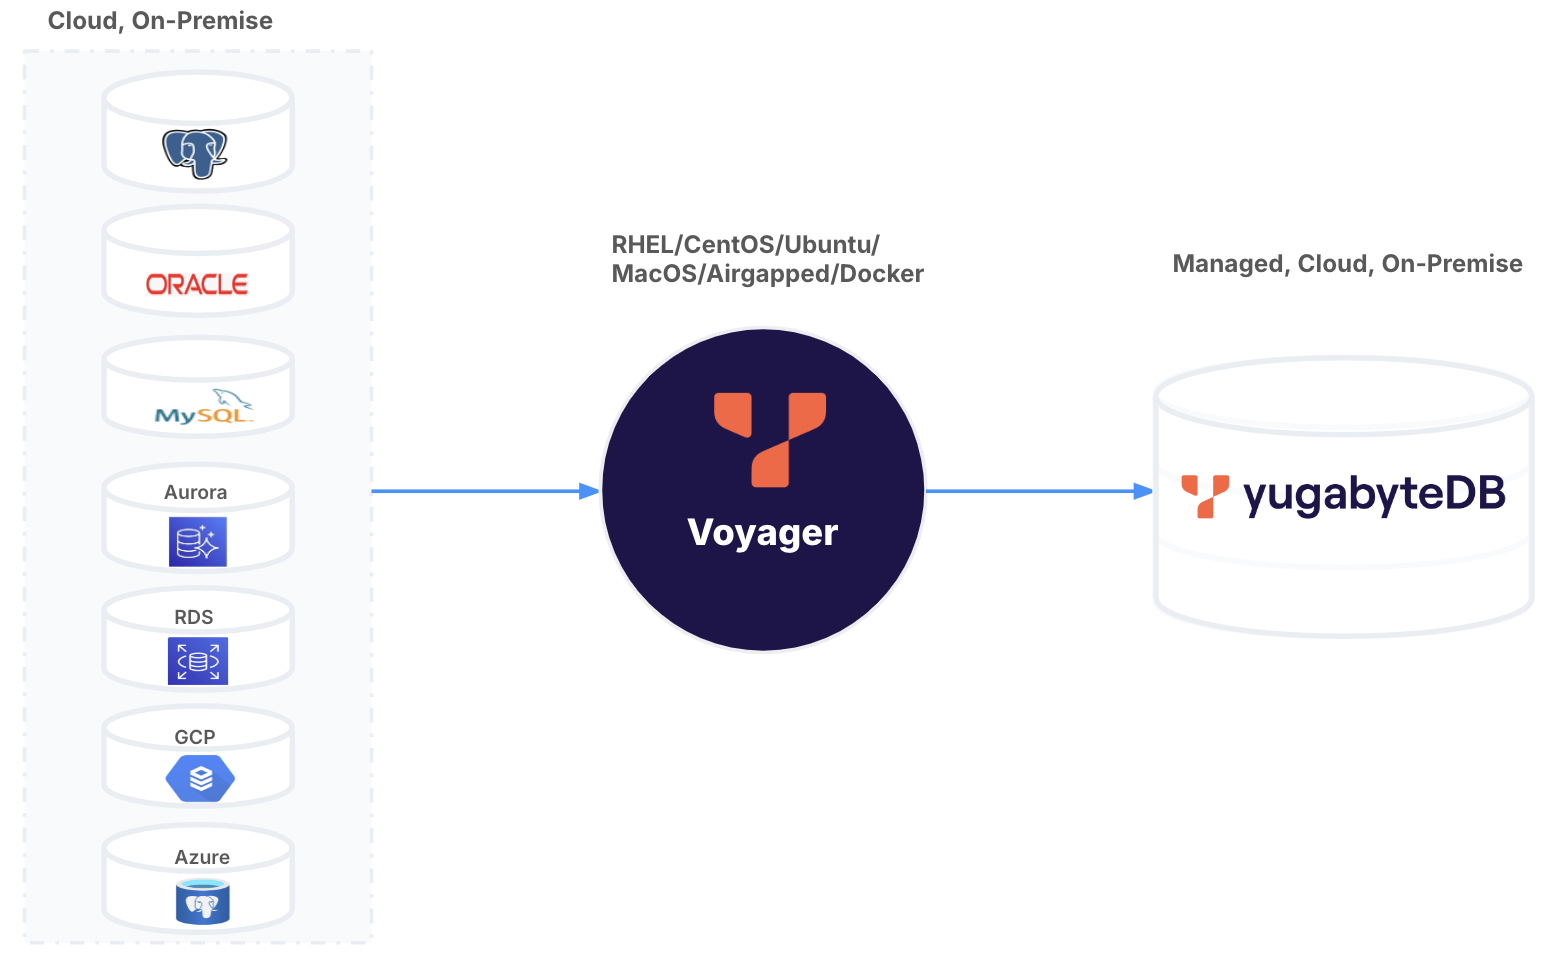 Cloud, On-Premise
ORACLE
MySQL
Aurora
RDS
GCP
Azure
RHEL/CentOS/Ubuntu/
MacOS/Airgapped/Docker
Voyager
Managed, Cloud, On-Premise
yugabyteDB